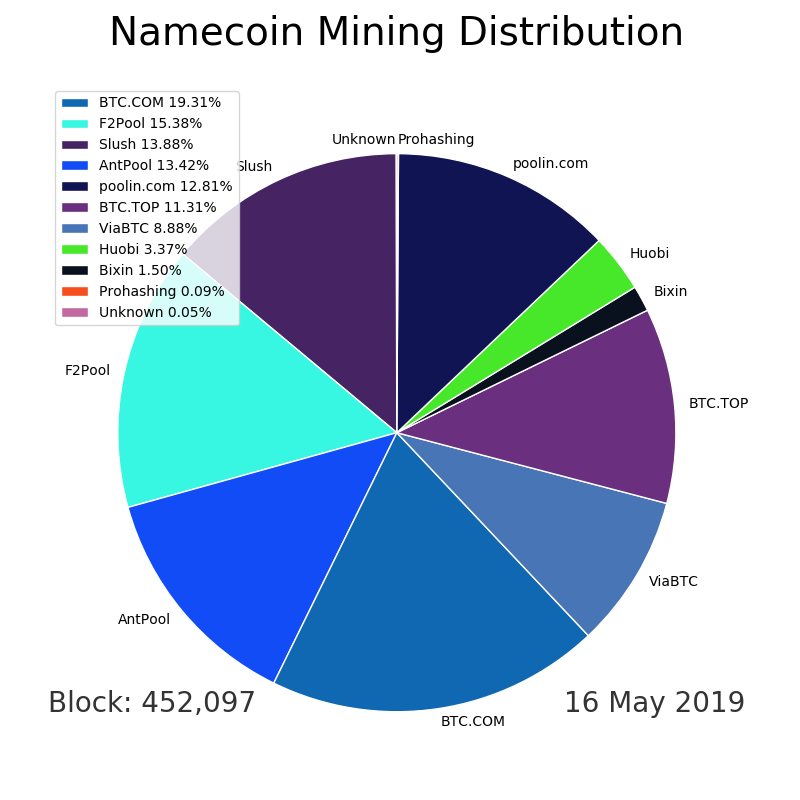 Namecoin Mining Distribution
BTC.COM 19.31%
F2Pool 15.38%
Slush 13.88%
AntPool 13.42%
poolin.com 12.81%
BTC.TOP 11.31%
ViaBTC 8.88%
Huobi 3.37%
Bixin 1.50%
Prohashing 0.09%
Unknown 0.05%
Unknown
Prohashing
poolin.com
Slush
Huobi
Bixin
F2Pool
BTC.TOP
ViaBTC
AntPool
BTC.COM
Block: 452,097
16 May 2019